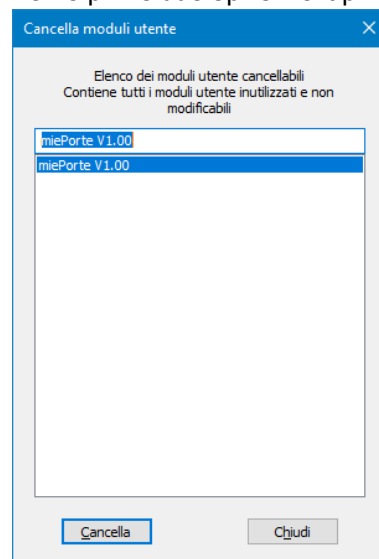 Cancella moduli utente
Elenco dei moduli utente cancellabili
Contiene tutti i moduli utente inutilizzati e non
modificabili
miePorte V1.00
miePorte V1.00
Cancella
Chiudi